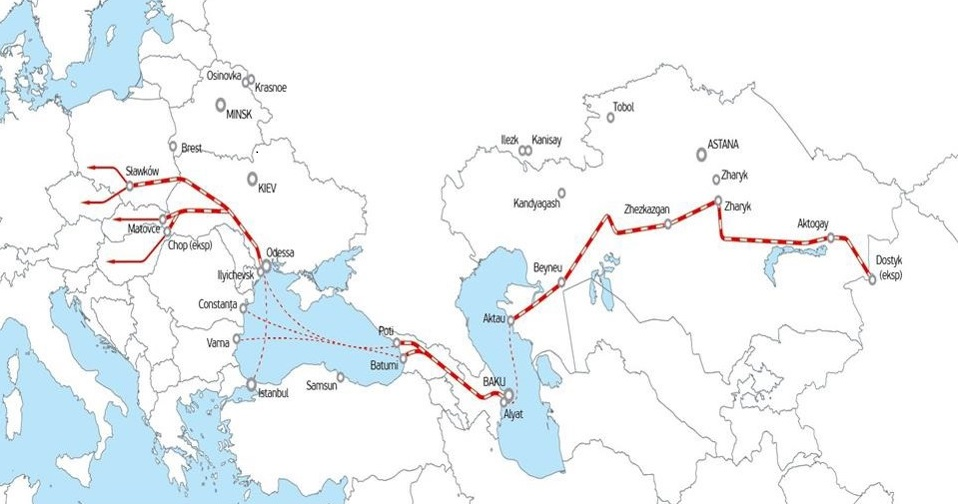 Osinovka
Krasnoe
MINSK
Brest
KIEV
Sławków
Matovce
Chop (eksp)
Odessa
Ilyichevsk
Constanța
Varna
Istanbul
Samsun
Poti
Batumi
BAKU
Alyat
Aktau
Beyneu
Kandyagash
Ilezk
Kanisay
Tobol
ASTANA
Zharyk
Zharyk
Zhezkazgan
Aktogay
Dostyk
(eksp)